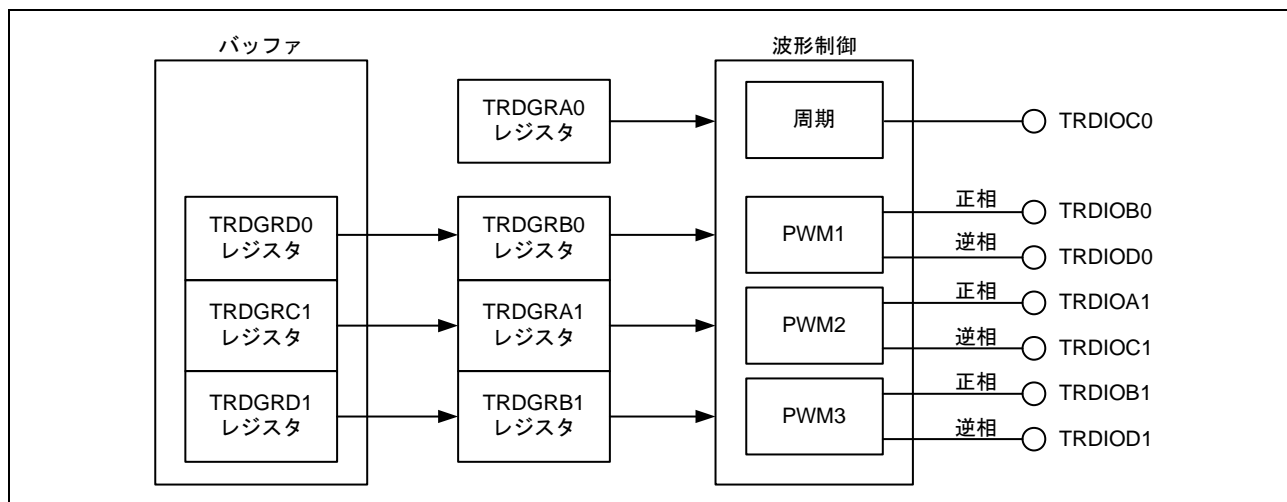 バッファ
波形制御
TRDGRA0
レジスタ
周期
TRDIOC0
TRDGRD0
レジスタ
TRDGRB0
レジスタ
PWM1
正相
TRDIOB0
逆相
TRDIOD0
TRDGRC1
レジスタ
TRDGRA1
レジスタ
PWM2
正相
TRDIOA1
逆相
TRDIOC1
TRDGRD1
レジスタ
TRDGRB1
レジスタ
PWM3
正相
TRDIOB1
逆相
TRDIOD1